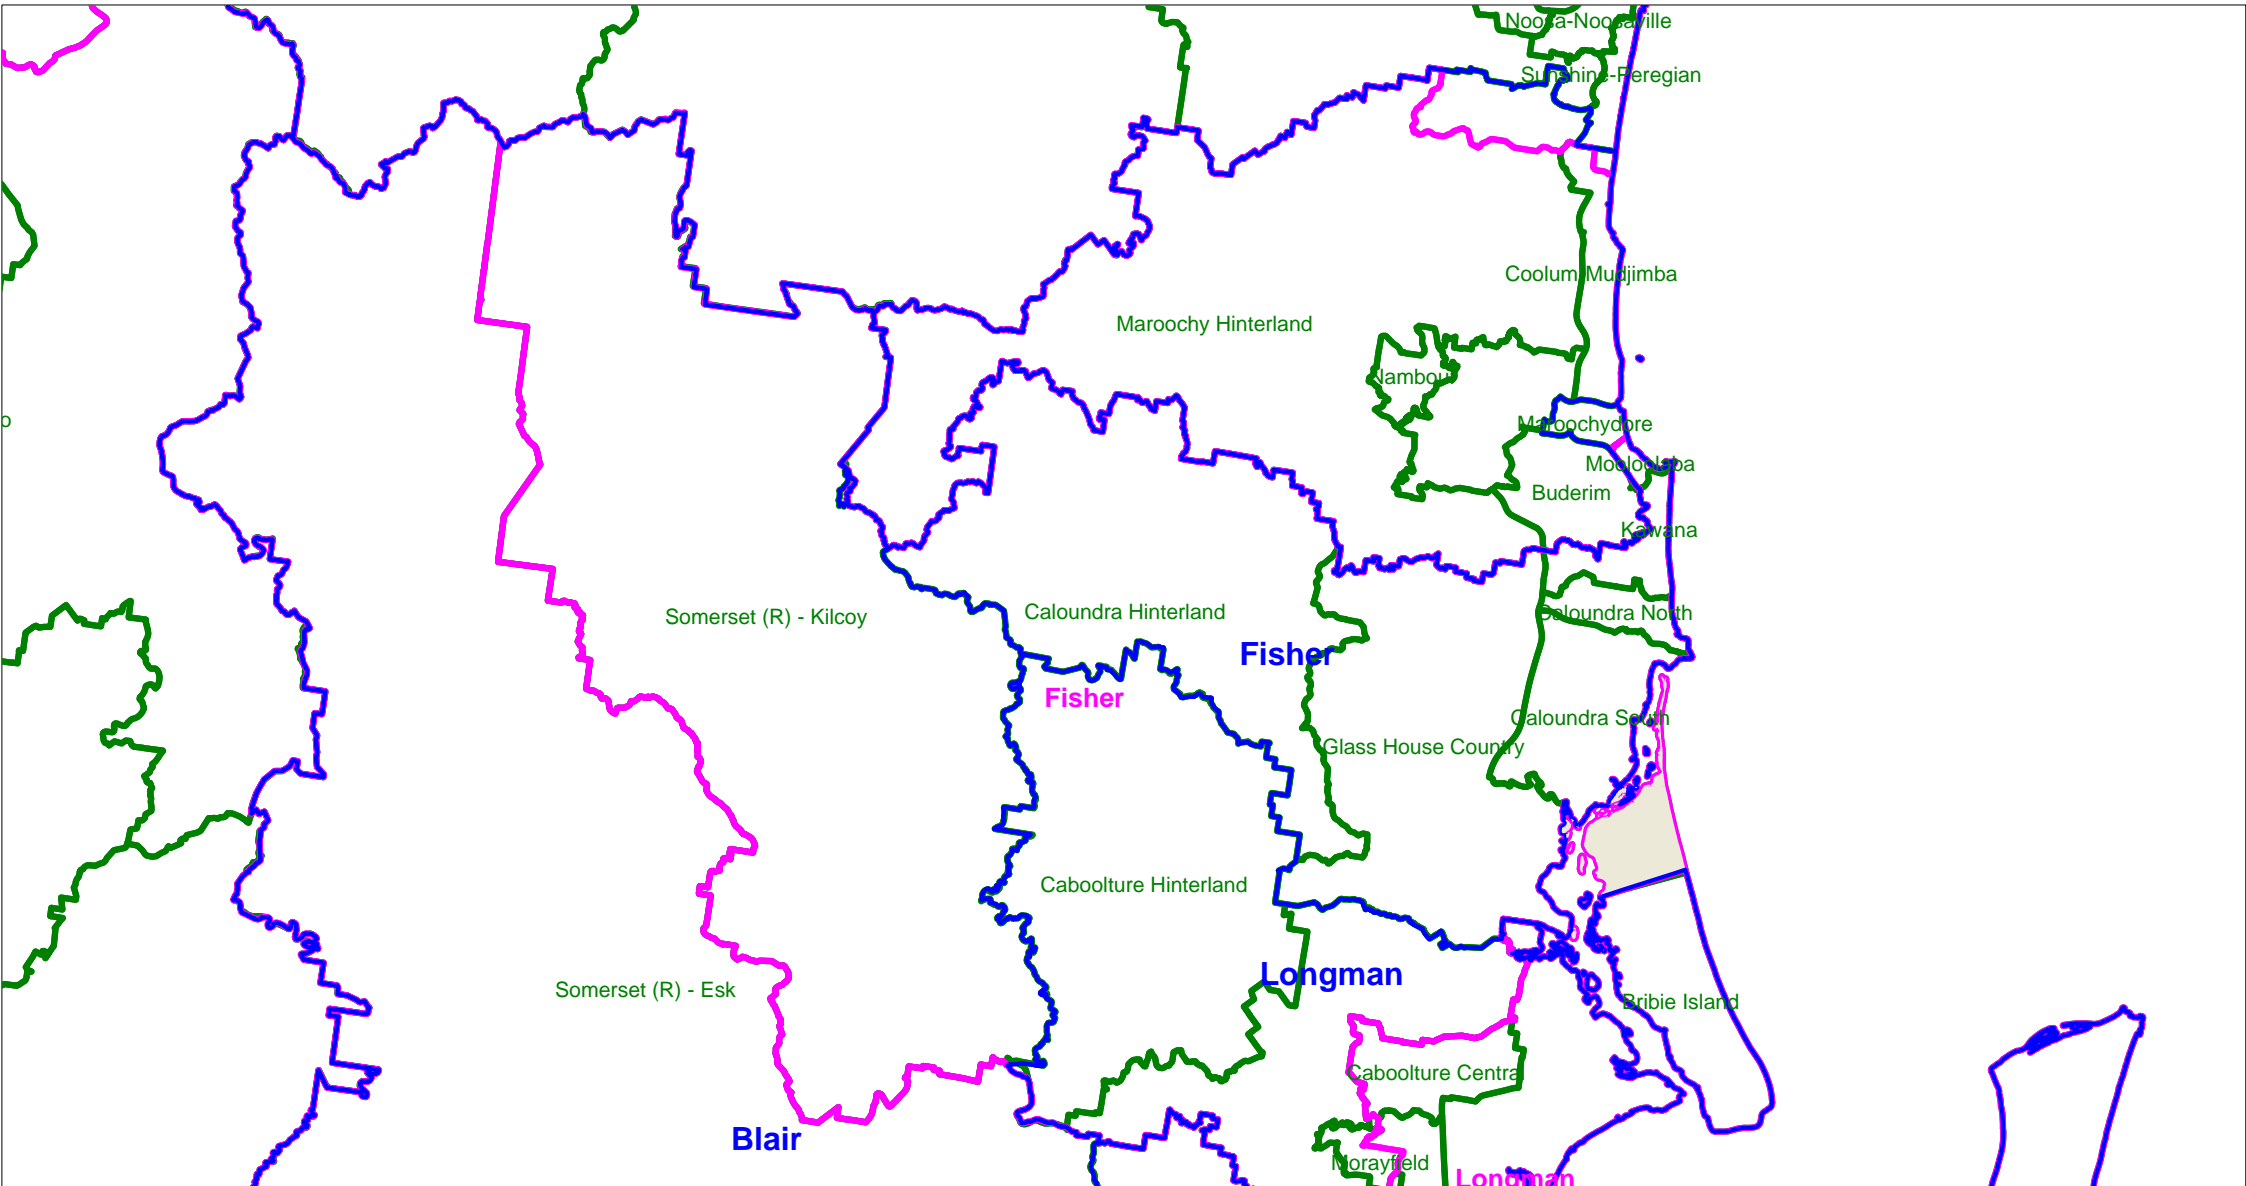 Noosa-Noosaville
Sunshine-Peregian
Coolum/Mudjimba
Maroochy Hinterland
Nambour
o
Maroochydore
Mooloolaba
Buderim
Kawana
Somerset (R) - Kilcoy
Caloundra Hinterland
Caloundra North
Fisher
Fisher
Caloundra South
Glass House Country
Caboolture Hinterland
Longman
Somerset (R) - Esk
Bribie Island
Caboolture Central
Blair
Morayfield
Longman